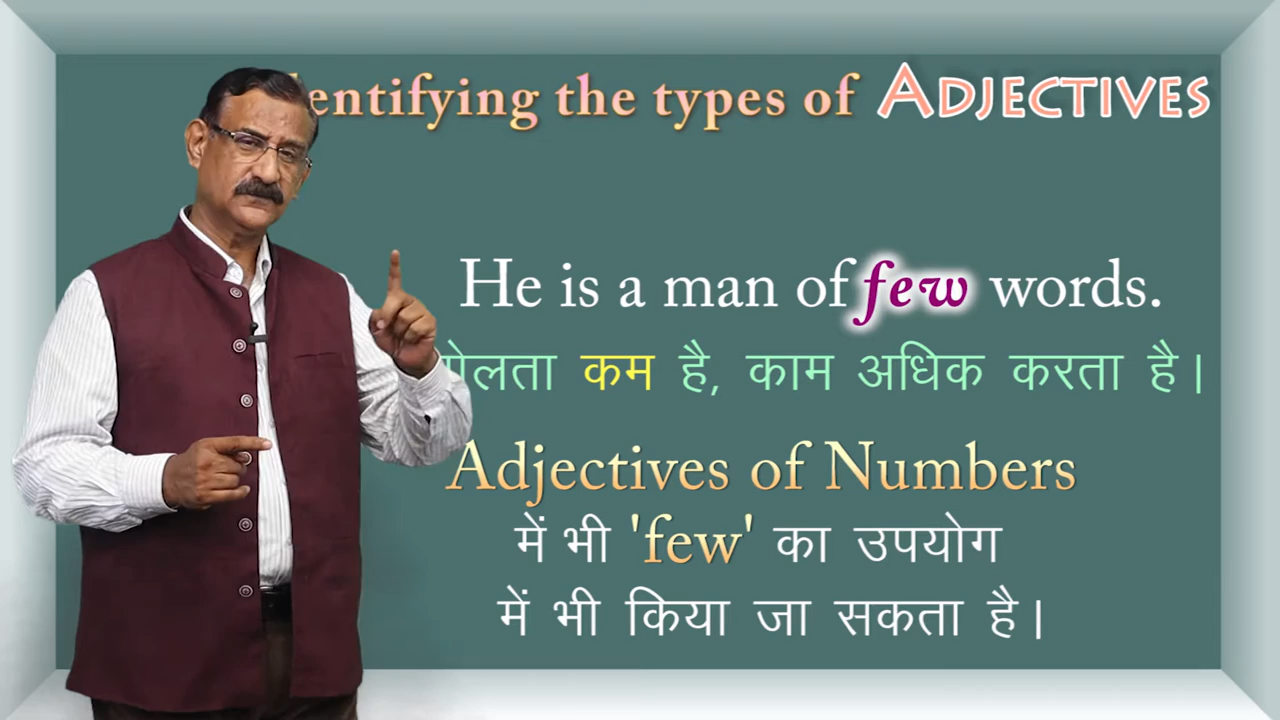 entifying the types of ADJECTIVES
He is a man of few words.
बोलता कम है, काम अधिक करता है।
Adjectives of Numbers
में भी 'few' का उपयोग
में भी किया जा सकता है।